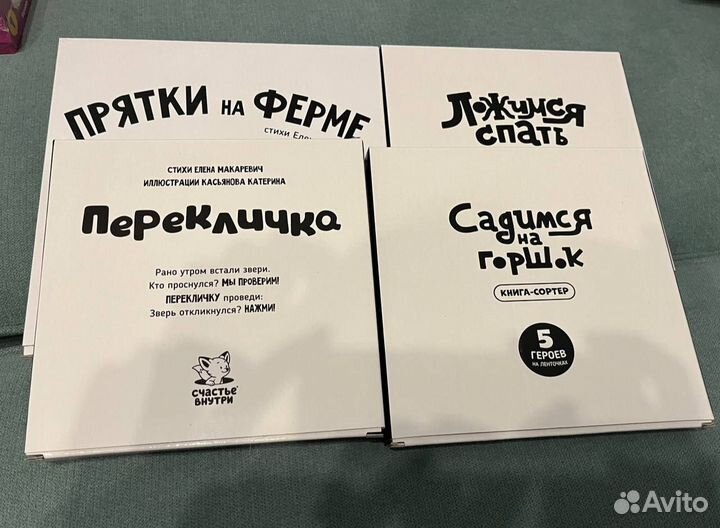 ПРЯТКИ НА ФЕРМЕ
СТИХИ
Ложимся
спать
СТИХИ ЕЛЕНА МАКАРЕВИЧ
ИЛЛЮСТРАЦИИ КАСЬЯНОВА КАТЕРИНА
Перекличка
Рано утром встали звери.
Кто проснулся? МЫ ПРОВЕРИМ!
ПЕРЕКЛИЧКУ проведи:
Зверь откликнулся? НАЖМИ!
СЧАСТЬЕ
ВНУТРИ
Садимся
на
горшок
КНИГА-СОРТЕР
5
ГЕРОЕВ
НА ЛЕНТОЧКАХ
Avito